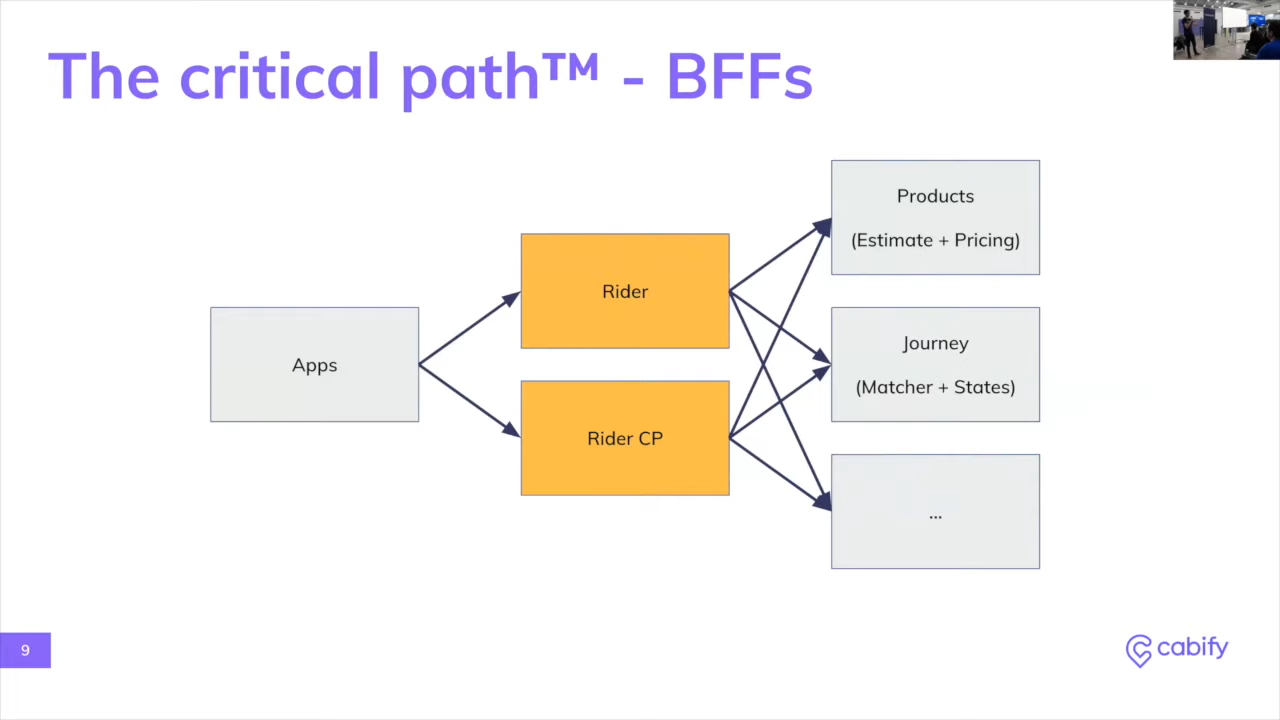 The critical path™ - BFFs
Apps
Rider
Rider CP
Products
(Estimate + Pricing)
Journey
(Matcher + States)
...
9
cabify